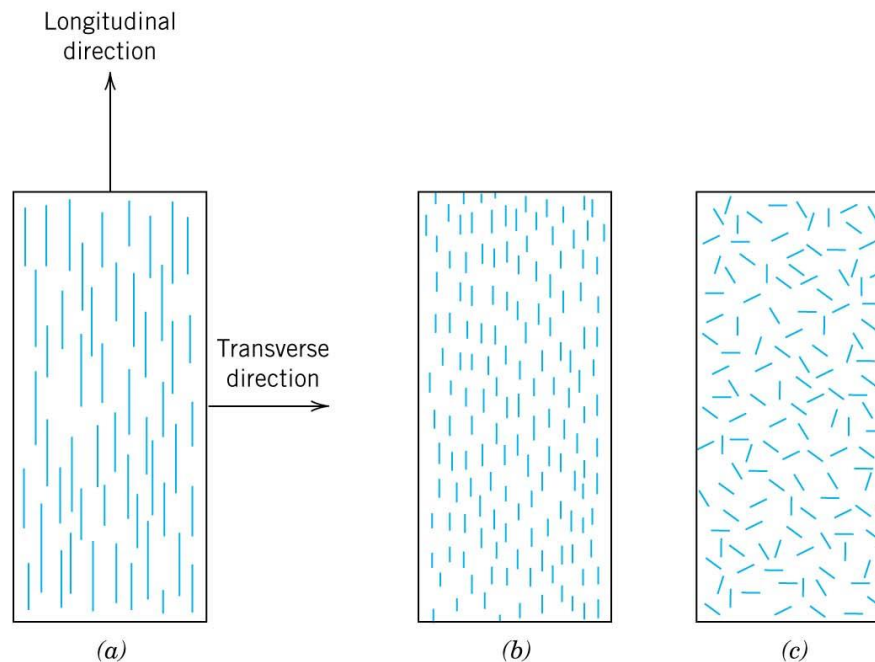 Longitudinal
direction
Transverse
direction
(a)
(b)
(c)